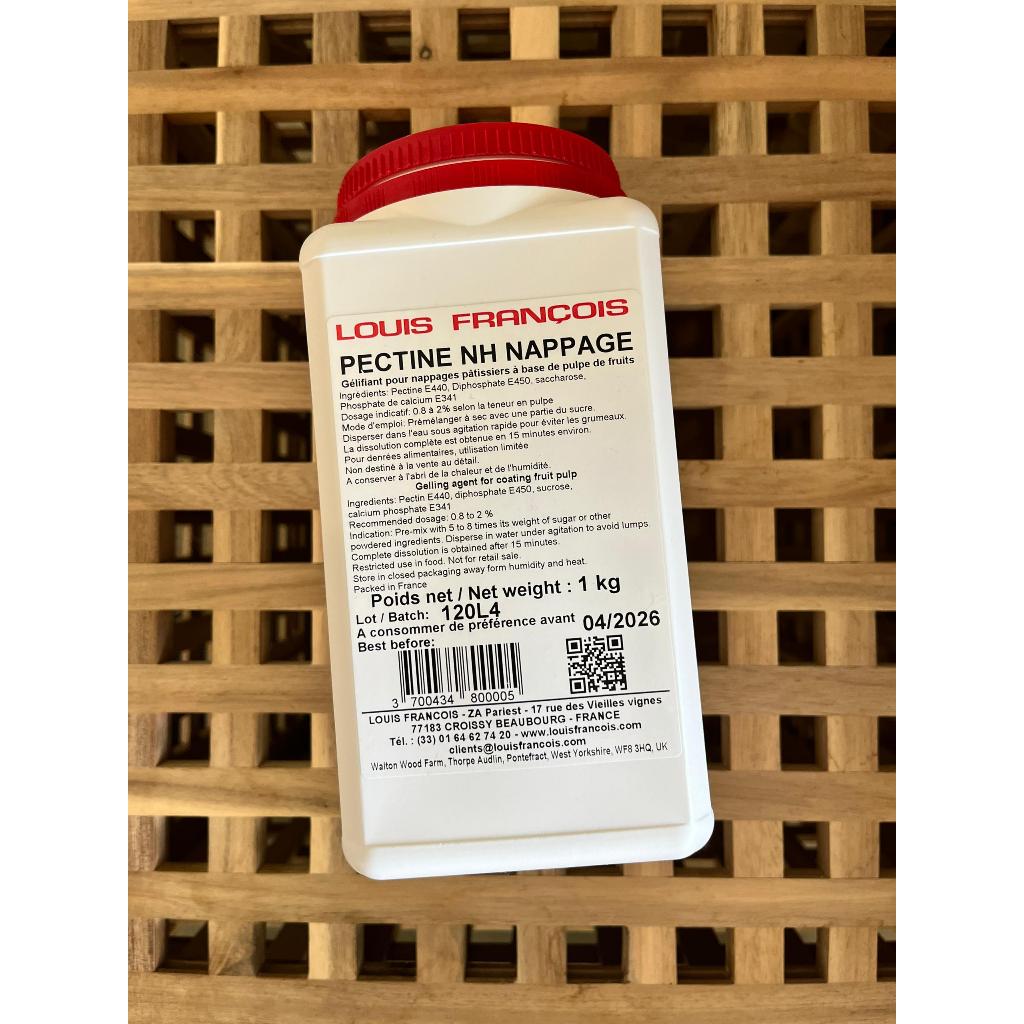 LOUIS FRANÇOIS
PECTINE NH NAPPAGE
Gélifiant pour nappages pâtissiers à base de pulpe de fruits
Ingrédients: Pectine E440, Diphosphate E450, saccharose,
Phosphate de calcium E341
Dosage indicatif: 0.8 à 2% selon la teneur en pulpe
Mode d'emploi: Prémélanger à sec avec une partie du sucre.
Disperser dans l'eau sous agitation rapide pour éviter les grumeaux.
La dissolution complète est obtenue en 15 minutes environ.
Pour denrées alimentaires, utilisation limitée
Non destiné à la vente au détail.
A conserver à l'abri de la chaleur et de l'humidité.
Gelling agent for coating fruit pulp
Ingredients: Pectin E440, diphosphate E450, sucrose,
calcium phosphate E341
Recommended dosage: 0.8 to 2 %
Indication: Pre-mix with 5 to 8 times its weight of sugar or other
powdered ingredients. Disperse in water under agitation to avoid lumps.
Complete dissolution is obtained after 15 minutes.
Restricted use in food. Not for retail sale.
Store in closed packaging away form humidity and heat.
Packed in France
Poids net / Net weight : 1 kg
Lot / Batch: 120L4
A consommer de préférence avant 04/2026
Best before:
3 700434 800005
LOUIS FRANCOIS - ZA Pariest - 17 rue des Vieilles vignes
77183 CROISSY BEAUBOURG - FRANCE
Tél. : (33) 01 64 62 74 20 - www.louisfrancois.com
clients@louisfrancois.com
Walton Wood Farm, Thorpe Audlin, Pontefract, West Yorkshire, WF8 3HQ, UK